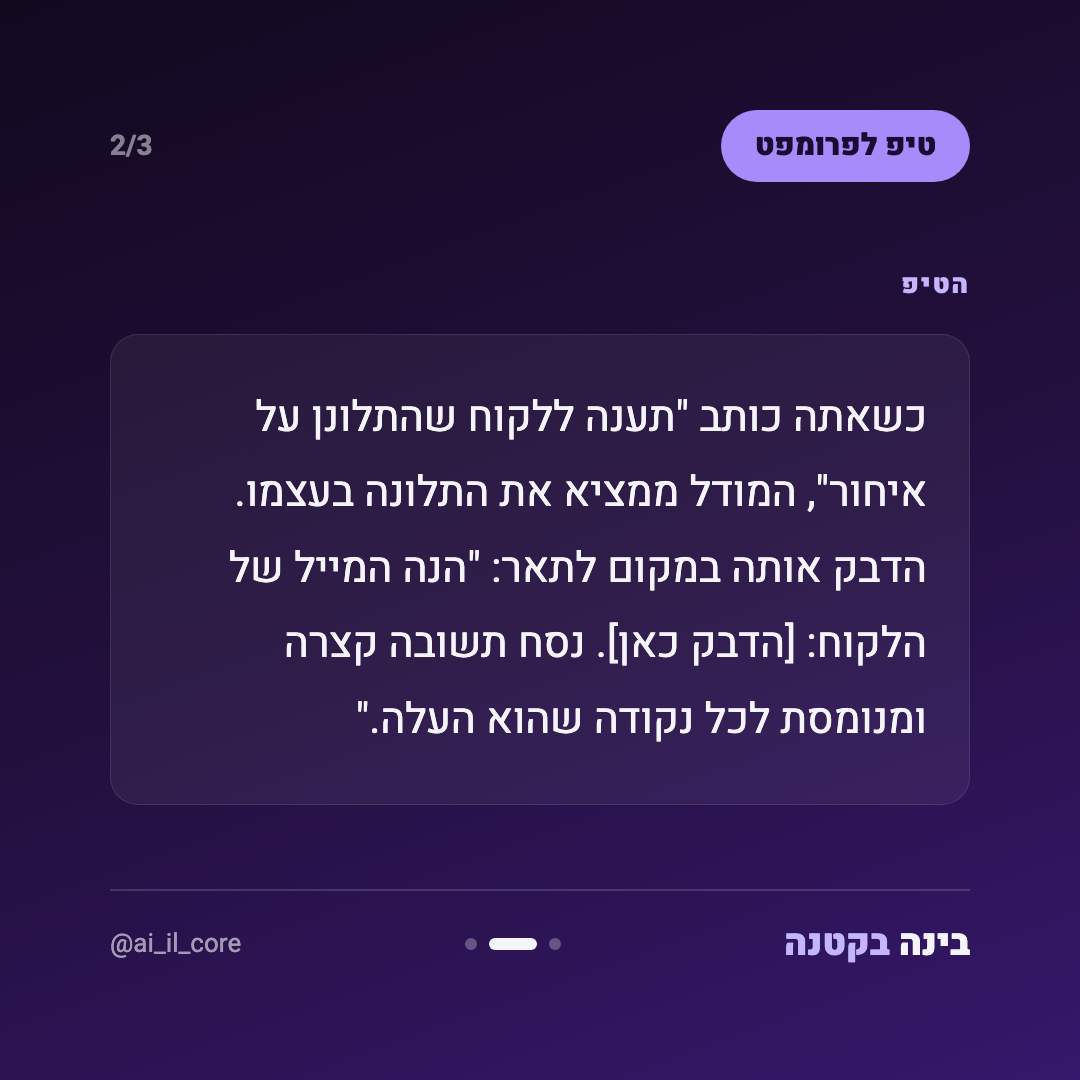 טיפ לפרומפט
2/3
הטיפ
כשאתה כותב "תענה ללקוח שהתלונן על
איחור", המודל ממציא את התלונה בעצמו.
הדבק אותה במקום לתאר: "הנה המייל של
הלקוח: [הדבק כאן]. נסח תשובה קצרה
ומנומסת לכל נקודה שהוא העלה."
בינה בקטנה
@ai_il_core